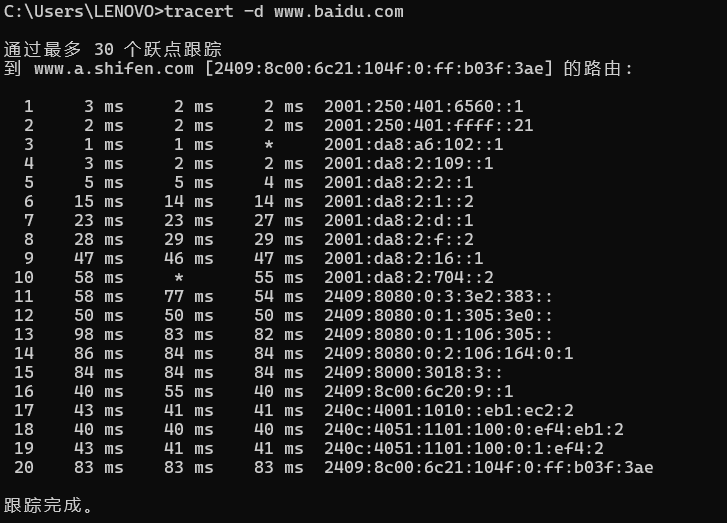 C:\Users\LENOVO>tracert -d www.baidu.com
通过最多 30 个跃点跟踪
到 www.a.shifen.com [2409:8c00:6c21:104f:0:ff:b03f:3ae] 的路由:
1 3 ms 2 ms 2 ms 2001:250:401:6560::1
2 2 ms 2 ms 2 ms 2001:250:401:ffff::21
3 1 ms 1 ms * 2001:da8:a6:102::1
4 3 ms 2 ms 2 ms 2001:da8:2:109::1
5 5 ms 5 ms 4 ms 2001:da8:2:2::1
6 15 ms 14 ms 14 ms 2001:da8:2:1::2
7 23 ms 23 ms 27 ms 2001:da8:2:d::1
8 28 ms 29 ms 29 ms 2001:da8:2:f::2
9 47 ms 46 ms 47 ms 2001:da8:2:16::1
10 58 ms * 55 ms 2001:da8:2:704::2
11 58 ms 77 ms 54 ms 2409:8080:0:3:3e2:383::
12 50 ms 50 ms 50 ms 2409:8080:0:1:305:3e0::
13 98 ms 83 ms 82 ms 2409:8080:0:1:106:305::
14 86 ms 84 ms 84 ms 2409:8080:0:2:106:164:0:1
15 84 ms 84 ms 84 ms 2409:8000:3018:3::
16 40 ms 55 ms 40 ms 2409:8c00:6c20:9::1
17 43 ms 41 ms 41 ms 240c:4001:1010::eb1:ec2:2
18 40 ms 40 ms 40 ms 240c:4051:1101:100:0:ef4:eb1:2
19 43 ms 41 ms 41 ms 240c:4051:1101:100:0:1:ef4:2
20 83 ms 83 ms 83 ms 2409:8c00:6c21:104f:0:ff:b03f:3ae
跟踪完成。